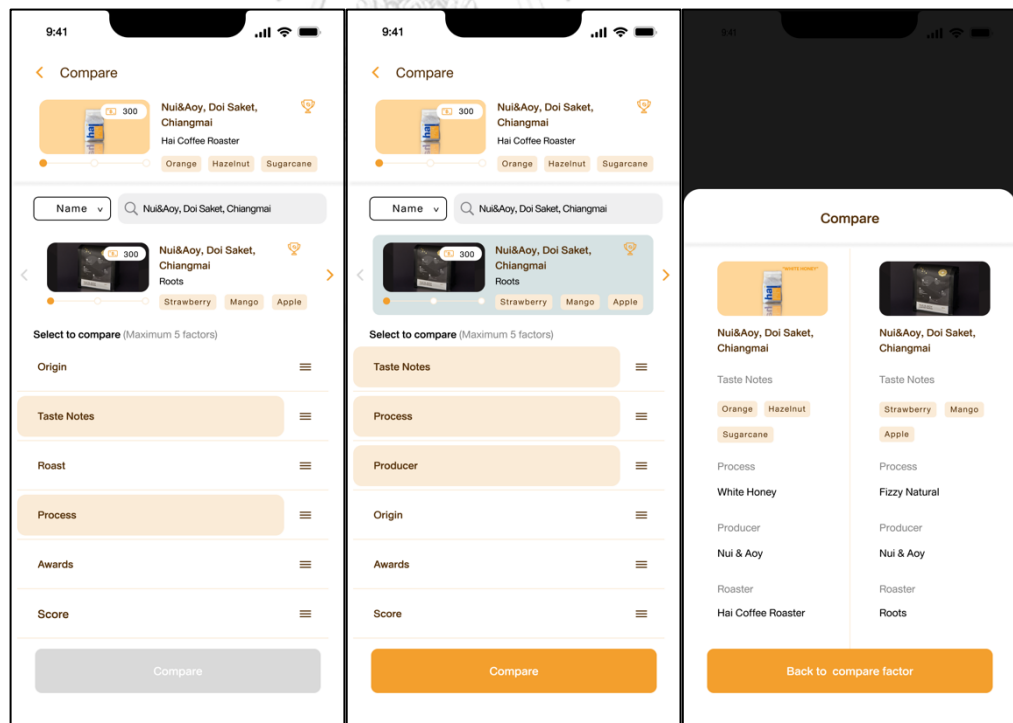 9:41
Compare
300
hai
Nui&Aoy, Doi Saket,
Chiangmai
Hai Coffee Roaster
Orange Hazelnut Sugarcane
Name Nui&Aoy, Doi Saket, Chiangmai
300
Nui&Aoy, Doi Saket,
Chiangmai
Roots
Strawberry Mango Apple
Select to compare (Maximum 5 factors)
Origin
Taste Notes
Roast
Process
Awards
Score
Compare
9:41
Compare
300
hai
Nui&Aoy, Doi Saket,
Chiangmai
Hai Coffee Roaster
Orange Hazelnut Sugarcane
Name Nui&Aoy, Doi Saket, Chiangmai
300
Nui&Aoy, Doi Saket,
Chiangmai
Roots
Strawberry Mango Apple
Select to compare (Maximum 5 factors)
Taste Notes
Process
Producer
Origin
Awards
Score
Compare
9:41
Compare
"WHITE HONEY"
hai
Nui&Aoy, Doi Saket,
Chiangmai
Nui&Aoy, Doi Saket,
Chiangmai
Taste Notes Taste Notes
Orange Hazelnut Strawberry Mango
Sugarcane Apple
Process Process
White Honey Fizzy Natural
Producer Producer
Nui & Aoy Nui & Aoy
Roaster Roaster
Hai Coffee Roaster Roots
Back to compare factor